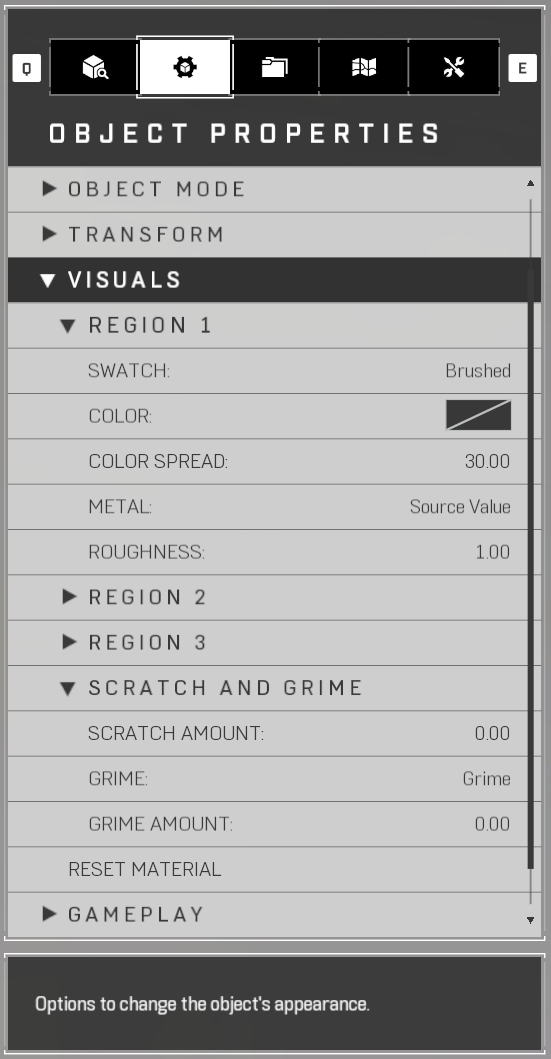 Q
E
OBJECT PROPERTIES
OBJECT MODE
TRANSFORM
VISUALS
REGION 1
SWATCH: Brushed
COLOR:
COLOR SPREAD: 30.00
METAL: Source Value
ROUGHNESS: 1.00
REGION 2
REGION 3
SCRATCH AND GRIME
SCRATCH AMOUNT: 0.00
GRIME: Grime
GRIME AMOUNT: 0.00
RESET MATERIAL
GAMEPLAY
Options to change the object's appearance.